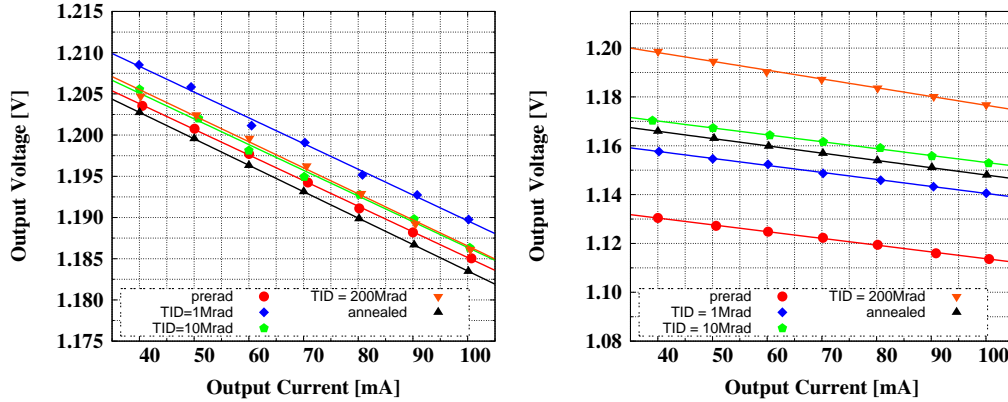 1.215
1.210
1.205
1.200
1.195
1.190
1.185
1.180
1.175
Output Voltage [V]
prerad
TID=1Mrad
TID=10Mrad
TID = 200Mrad
annealed
40 50 60 70 80 90 100
Output Current [mA]
1.20
1.18
1.16
1.14
1.12
1.10
1.08
Output Voltage [V]
prerad
TID = 1Mrad
TID = 10Mrad
TID = 200Mrad
annealed
40 50 60 70 80 90 100
Output Current [mA]